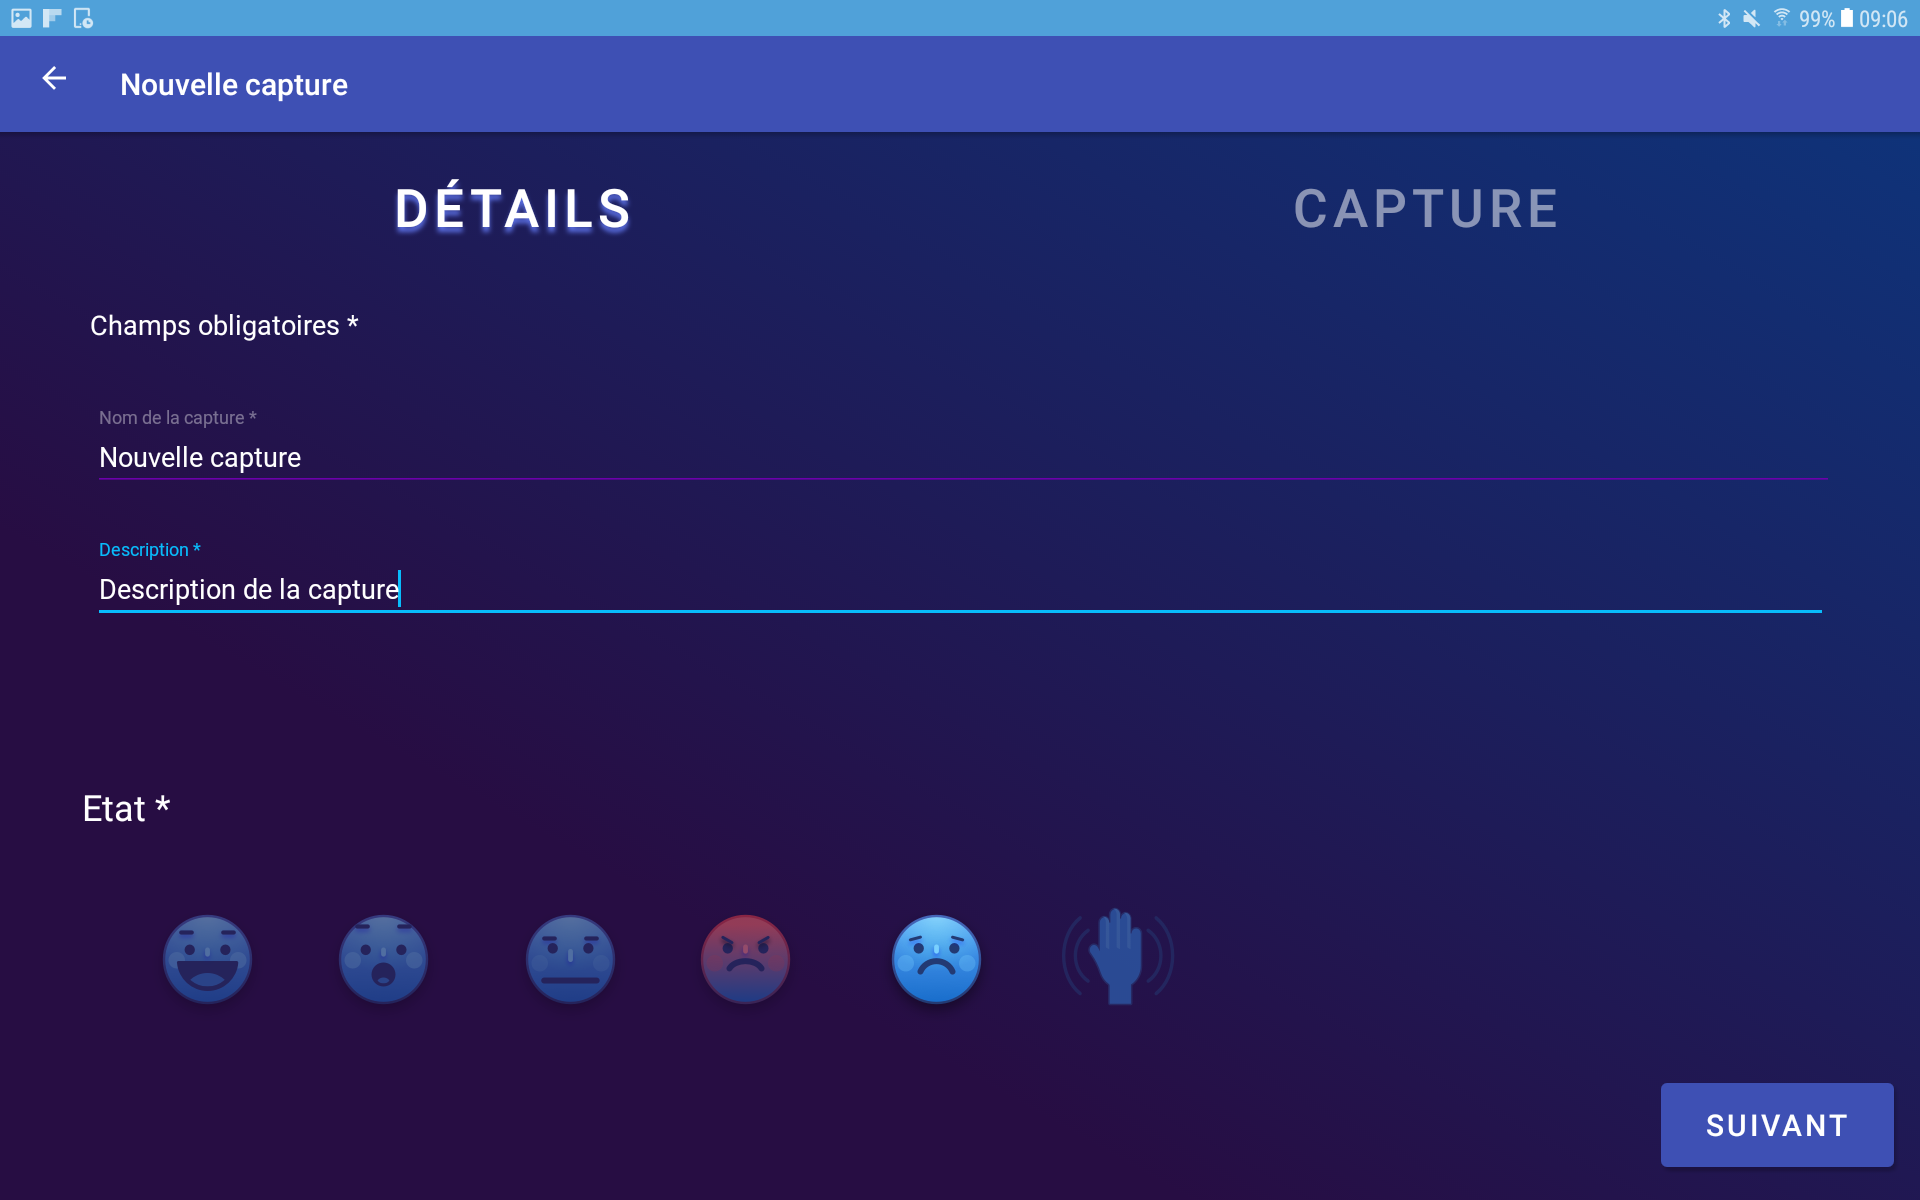 99% 09:06
Nouvelle capture
DÉTAILS CAPTURE
Champs obligatoires *
Nom de la capture *
Nouvelle capture
Description *
Description de la capture
Etat *
SUIVANT